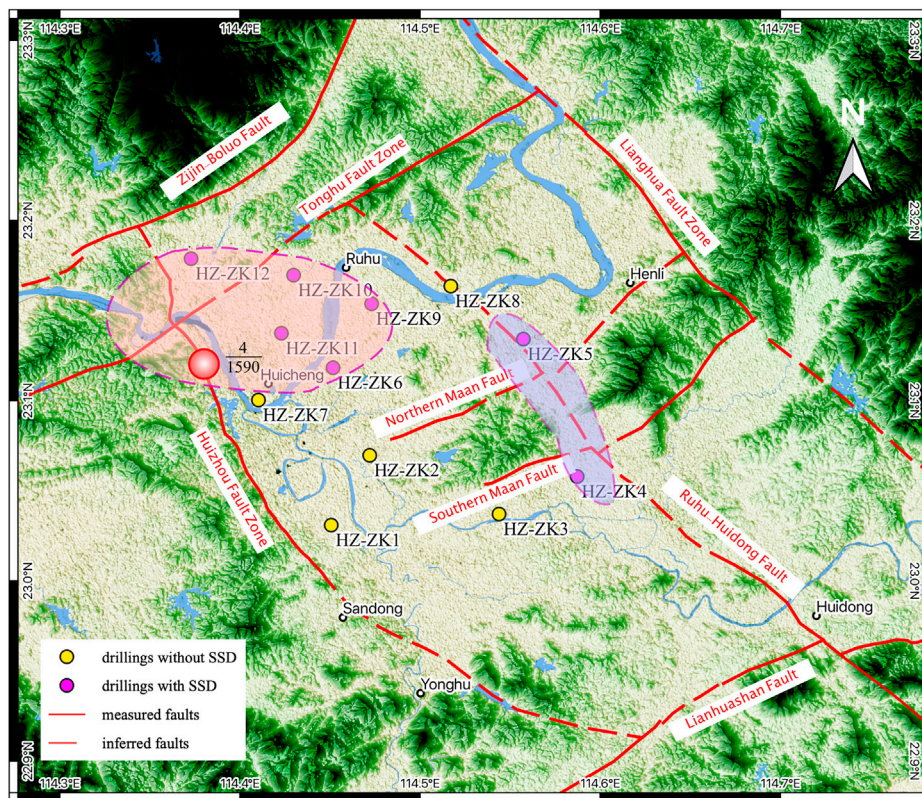 114.3°E
114.4°E
114.5°E
114.6°E
114.7°E
23.3°N
23.3°N
N
Zijin–Boluo Fault
Tonghu Fault Zone
Lianghua Fault Zone
23.2°N
23.2°N
HZ-ZK12
Ruhu
HZ-ZK10
Henli
HZ-ZK9
HZ-ZK8
HZ-ZK11
HZ-ZK5
4
1590
HZ-ZK6
Huicheng
23.1°N
23.1°N
HZ-ZK7
Northern Maan Fault
HZ-ZK2
Huizhou Fault Zone
Southern Maan Fault
HZ-ZK4
HZ-ZK3
HZ-ZK1
Ruhu–Huidong Fault
23.0°N
23.0°N
Sandong
Huidong
drillings without SSD
drillings with SSD
measured faults
inferred faults
Yonghu
Lianhuashan Fault
22.9°N
22.9°N
114.3°E
114.4°E
114.5°E
114.6°E
114.7°E